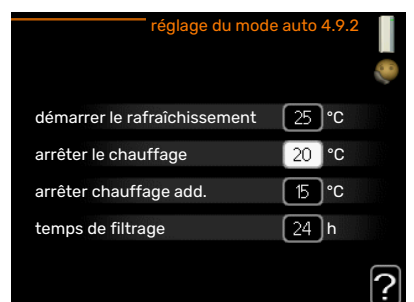 réglage du mode auto 4.9.2
démarrer le rafraîchissement 25 °C
arrêter le chauffage 20 °C
arrêter chauffage add. 15 °C
temps de filtrage 24 h
?